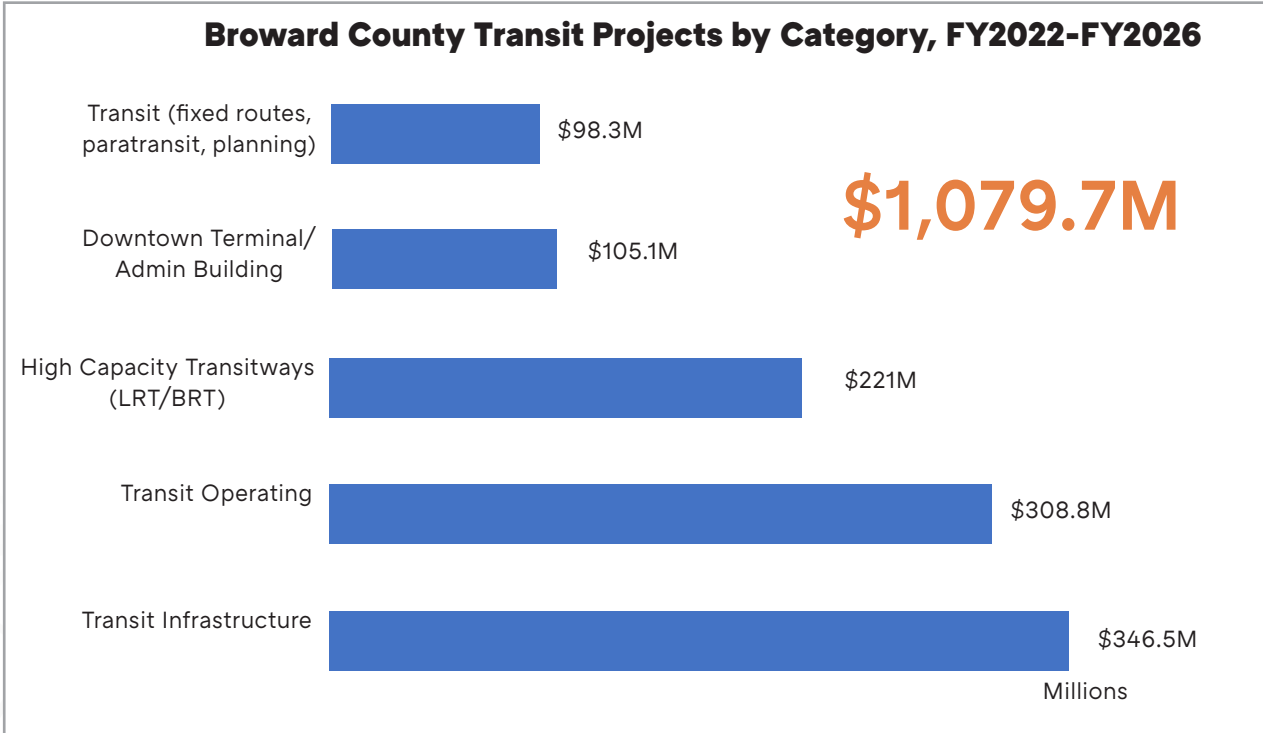 Broward County Transit Projects by Category, FY2022-FY2026
Transit (fixed routes,
paratransit, planning)
$98.3M
$1,079.7M
Downtown Terminal/
Admin Building
$105.1M
High Capacity Transitways
(LRT/BRT)
$221M
Transit Operating
$308.8M
Transit Infrastructure
$346.5M
Millions